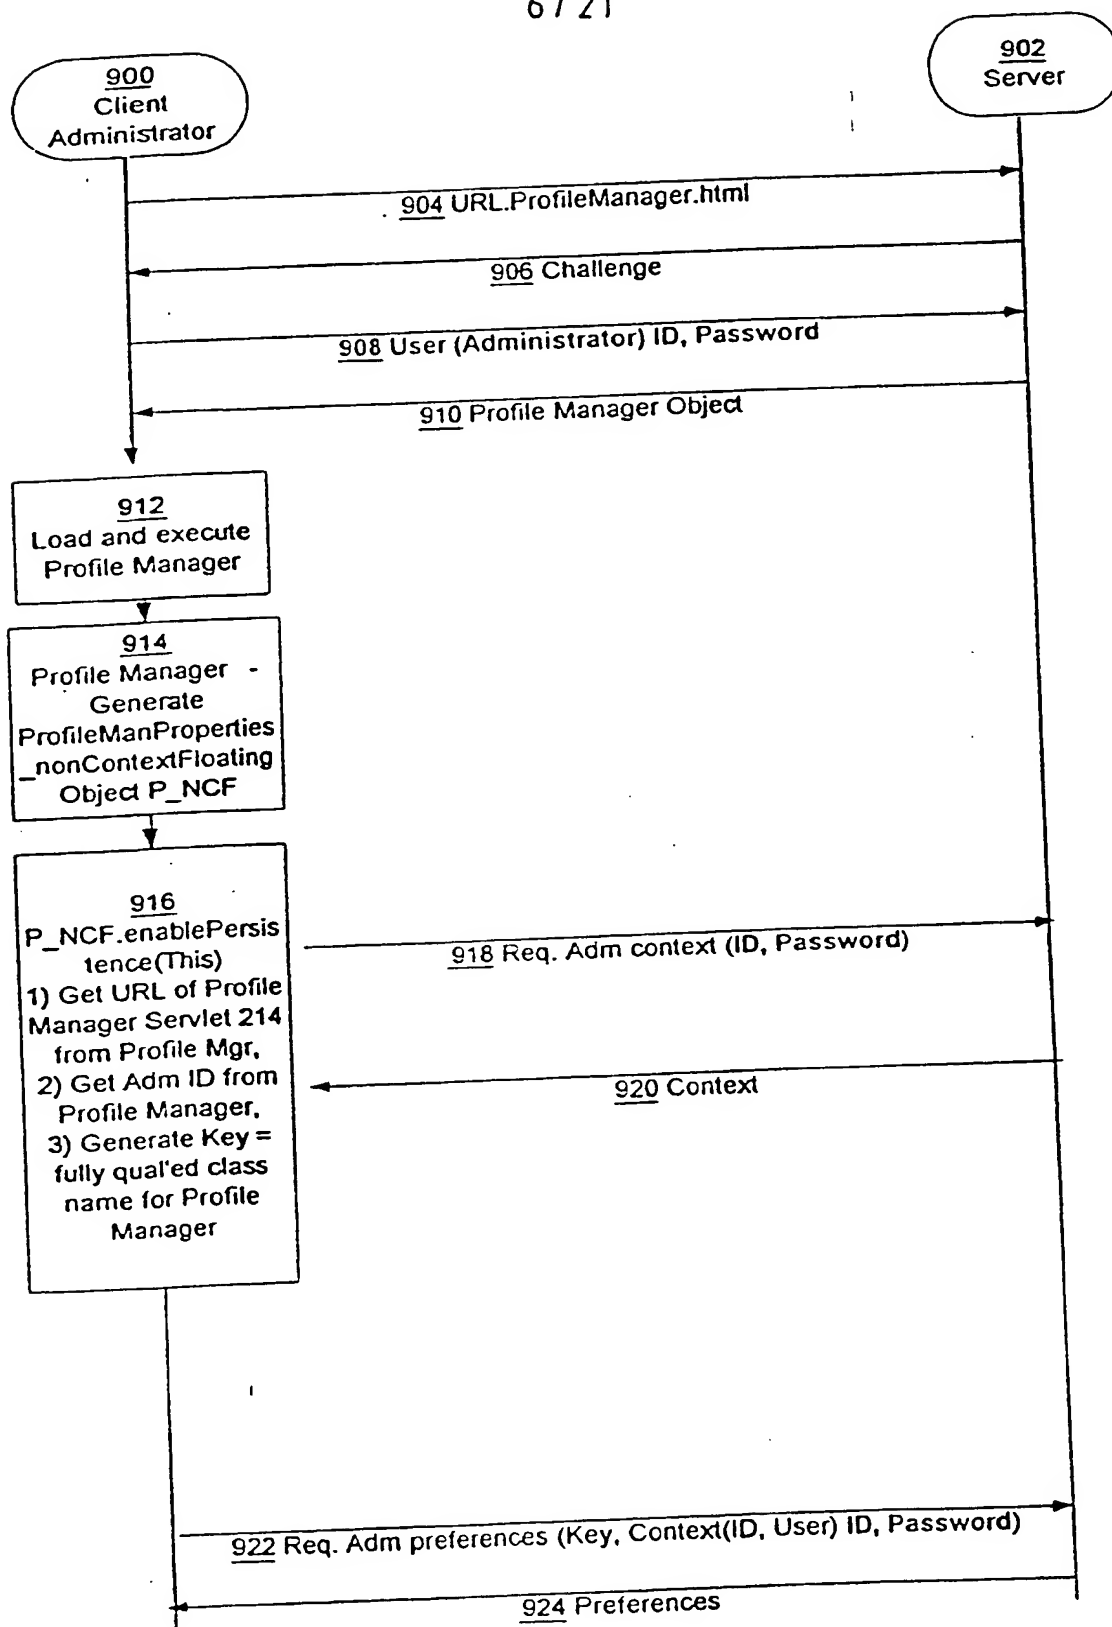 6 / 21
900
Client
Administrator
902
Server
904 URL.ProfileManager.html
906 Challenge
908 User (Administrator) ID, Password
910 Profile Manager Object
912
Load and execute
Profile Manager
914
Profile Manager -
Generate
ProfileManProperties
_nonContextFloating
Object P_NCF
916
P_NCF.enablePersis
tence(This)
1) Get URL of Profile
Manager Servlet 214
from Profile Mgr,
2) Get Adm ID from
Profile Manager,
3) Generate Key =
fully qual'ed class
name for Profile
Manager
918 Req. Adm context (ID, Password)
920 Context
922 Req. Adm preferences (Key, Context(ID, User) ID, Password)
924 Preferences